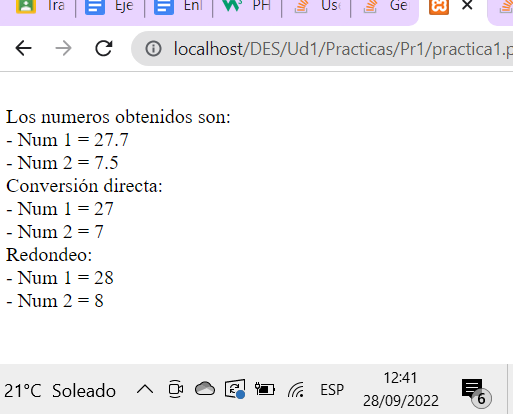 Tra
Eje
PH
Ge
localhost/DES/Ud1/Practicas/Pr1/practica1.p
Los numeros obtenidos son:
- Num 1 = 27.7
- Num 2 = 7.5
Conversión directa:
- Num 1 = 27
- Num 2 = 7
Redondeo:
- Num 1 = 28
- Num 2 = 8
21°C Soleado
ESP
12:41
28/09/2022
6